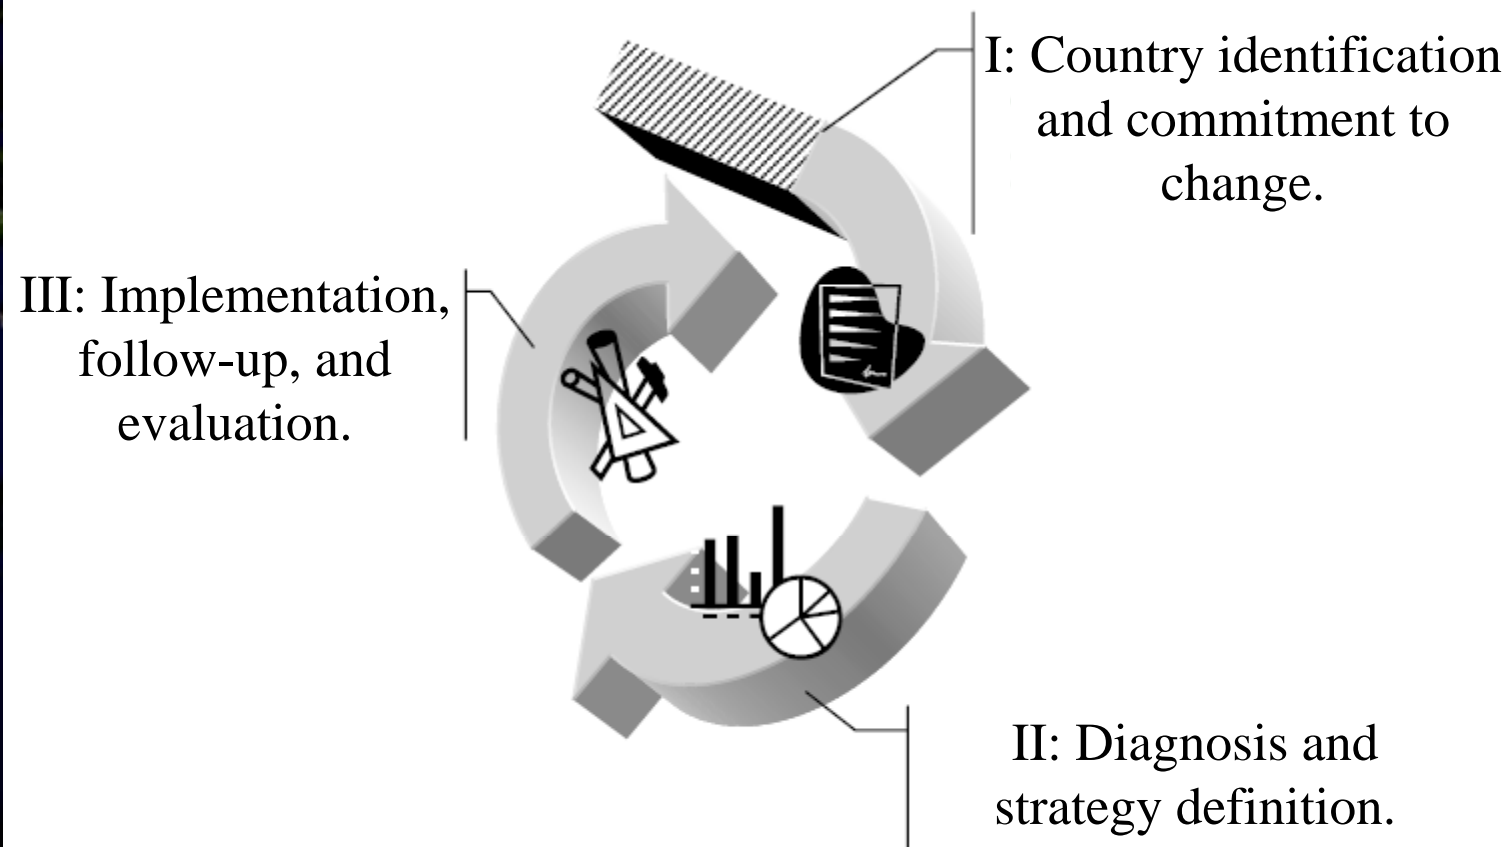 I: Country identification
and commitment to
change.
III: Implementation,
follow-up, and
evaluation.
II: Diagnosis and
strategy definition.